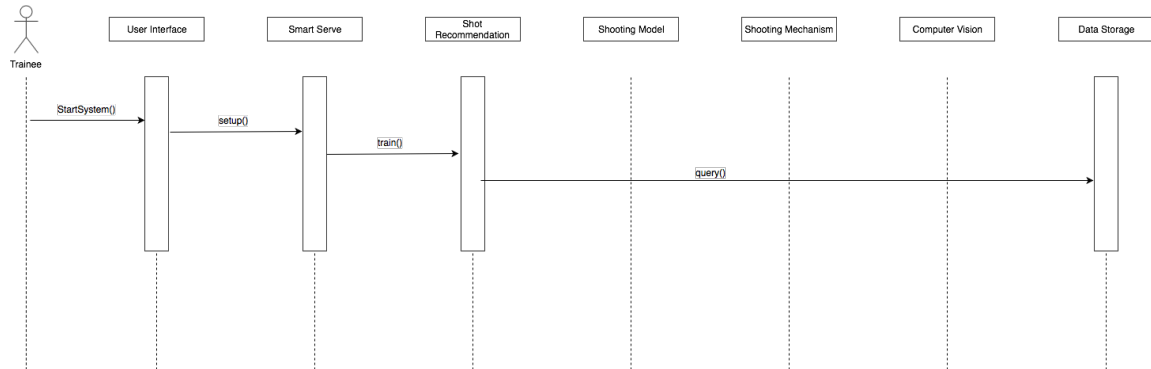 User Interface
Smart Serve
Shot
Recommendation
Shooting Model
Shooting Mechanism
Computer Vision
Data Storage
Trainee
StartSystem()
setup()
train()
query()